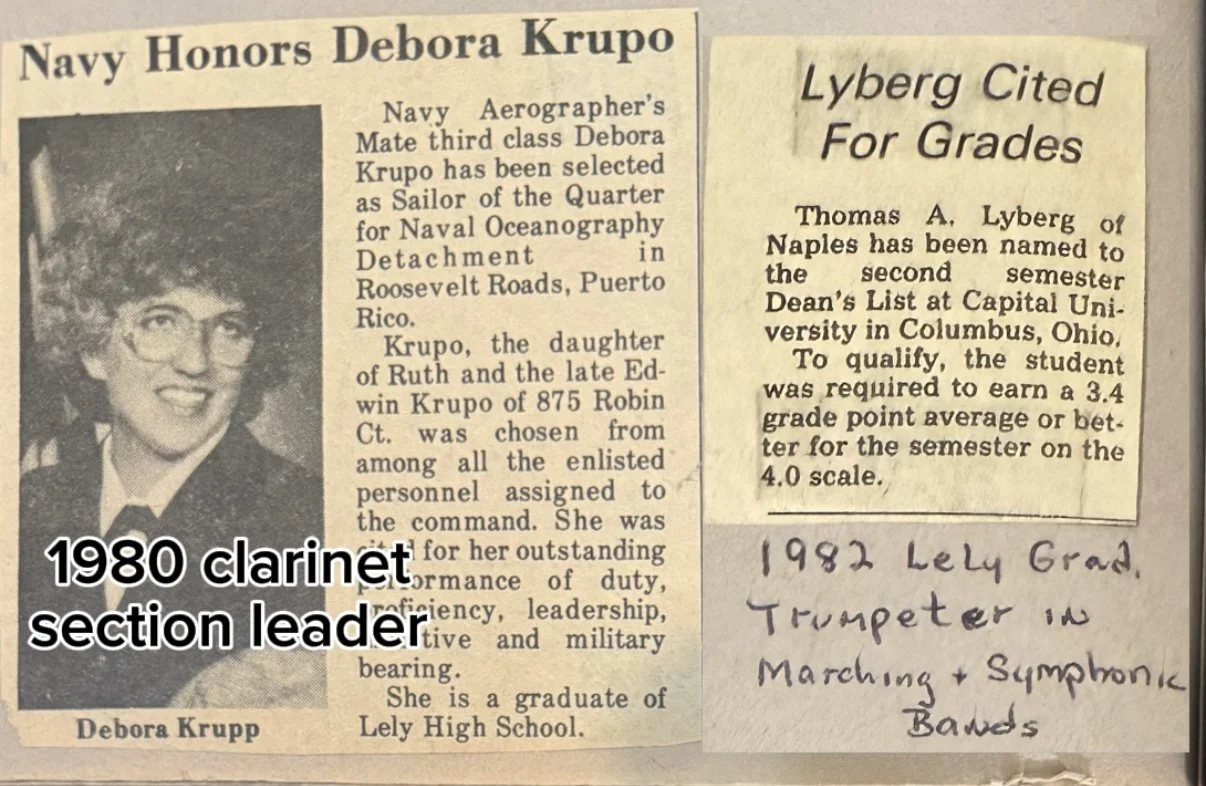 Navy Honors Debora Krupo
Navy Aerographer's
Mate third class Debora
Krupo has been selected
as Sailor of the Quarter
for Naval Oceanography
Detachment in
Roosevelt Roads, Puerto
Rico.
Krupo, the daughter
of Ruth and the late Ed-
win Krupo of 875 Robin
Ct. was chosen from
among all the enlisted
personnel assigned to
the command. She was
for her outstanding
performance of duty,
proficiency, leadership,
and military
bearing.
She is a graduate of
Lely High School.
Debora Krupp
1980 clarinet
section leader
Lyberg Cited
For Grades
Thomas A. Lyberg of
Naples has been named to
the second semester
Dean's List at Capital Uni-
versity in Columbus, Ohio.
To qualify, the student
was required to earn a 3.4
grade point average or bet-
ter for the semester on the
4.0 scale.
1982 Lely Grad.
Trumpeter in
Marching + Symphonic
Bands